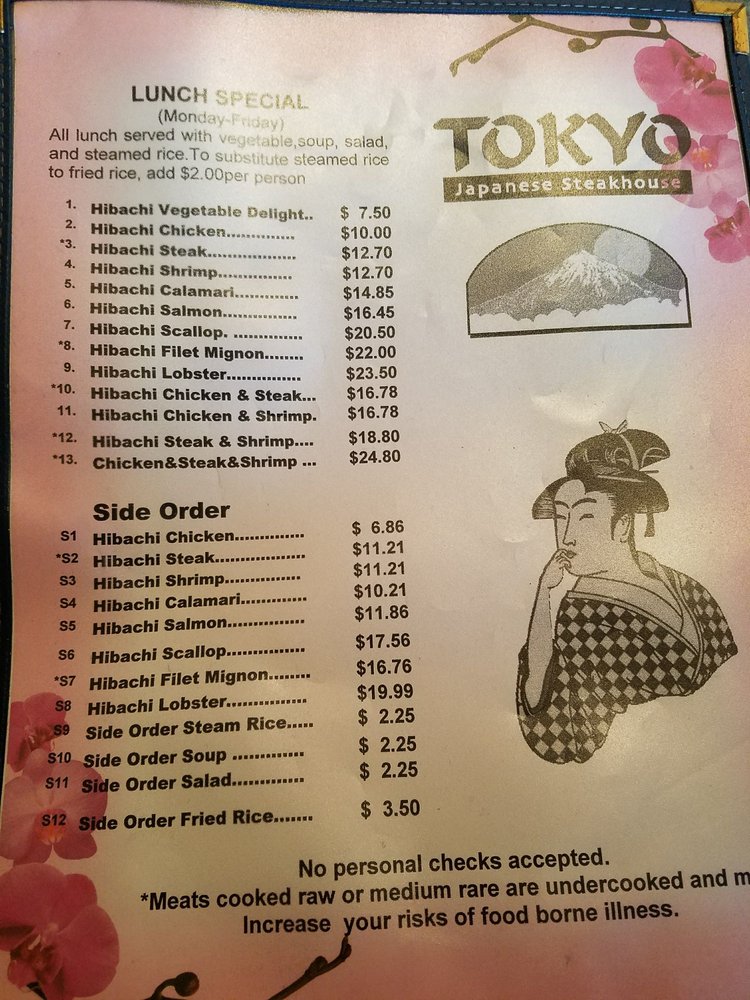 LUNCH SPECIAL
(Monday-Friday)
All lunch served with vegetable,soup, salad,
and steamed rice.To substitute steamed rice
to fried rice, add $2.00per person
TOKYO
Japanese Steakhouse
1. Hibachi Vegetable Delight.. $ 7.50
2. Hibachi Chicken.............. $10.00
*3. Hibachi Steak.................. $12.70
4. Hibachi Shrimp............... $12.70
5. Hibachi Calamari............. $14.85
6. Hibachi Salmon............... $16.45
7. Hibachi Scallop. .............. $20.50
*8. Hibachi Filet Mignon........ $22.00
9. Hibachi Lobster............... $23.50
*10. Hibachi Chicken & Steak... $16.78
11. Hibachi Chicken & Shrimp. $16.78
*12. Hibachi Steak & Shrimp.... $18.80
*13. Chicken&Steak&Shrimp ... $24.80
Side Order
S1 Hibachi Chicken.............. $ 6.86
*S2 Hibachi Steak.................. $11.21
S3 Hibachi Shrimp............... $11.21
S4 Hibachi Calamari............. $10.21
S5 Hibachi Salmon................ $11.86
S6 Hibachi Scallop................ $17.56
*S7 Hibachi Filet Mignon........ $16.76
S8 Hibachi Lobster................ $19.99
S9 Side Order Steam Rice..... $ 2.25
S10 Side Order Soup ............. $ 2.25
S11 Side Order Salad.............. $ 2.25
S12 Side Order Fried Rice....... $ 3.50
No personal checks accepted.
*Meats cooked raw or medium rare are undercooked and m
Increase your risks of food borne illness.